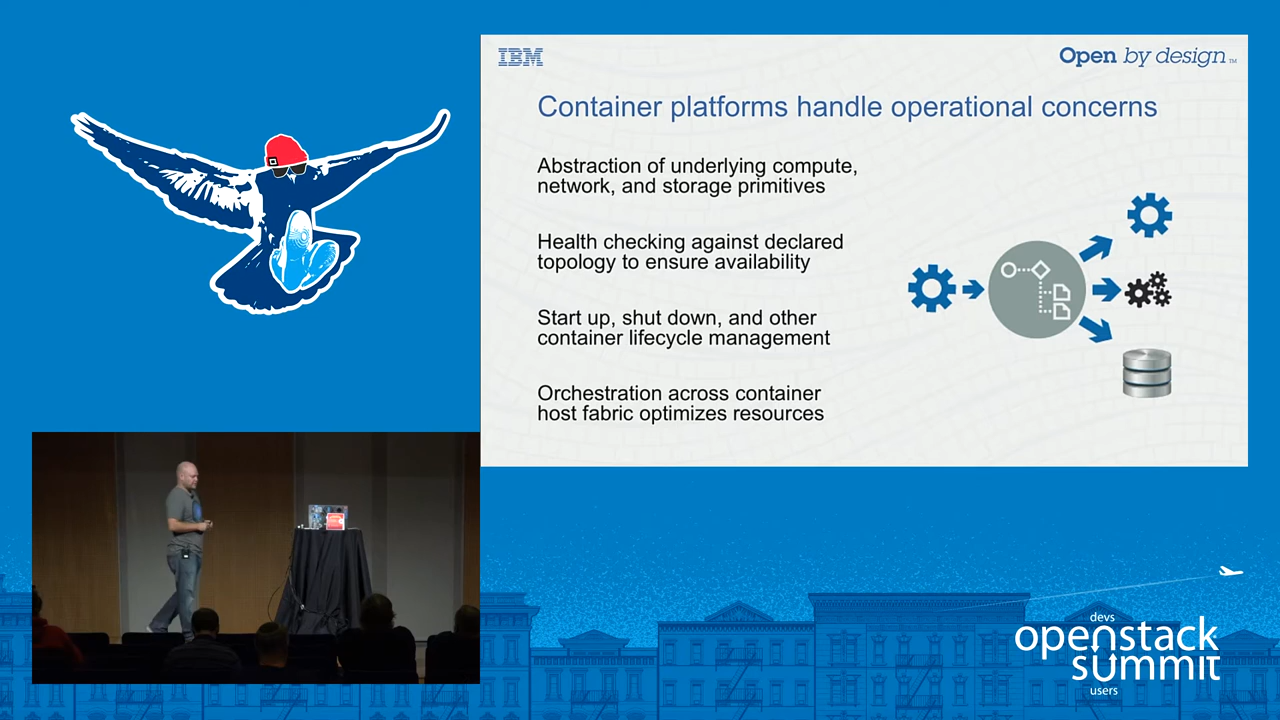 IBM
Open by design™
Container platforms handle operational concerns
Abstraction of underlying compute,
network, and storage primitives
Health checking against declared
topology to ensure availability
Start up, shut down, and other
container lifecycle management
Orchestration across container
host fabric optimizes resources
devs
openstack
summit
users